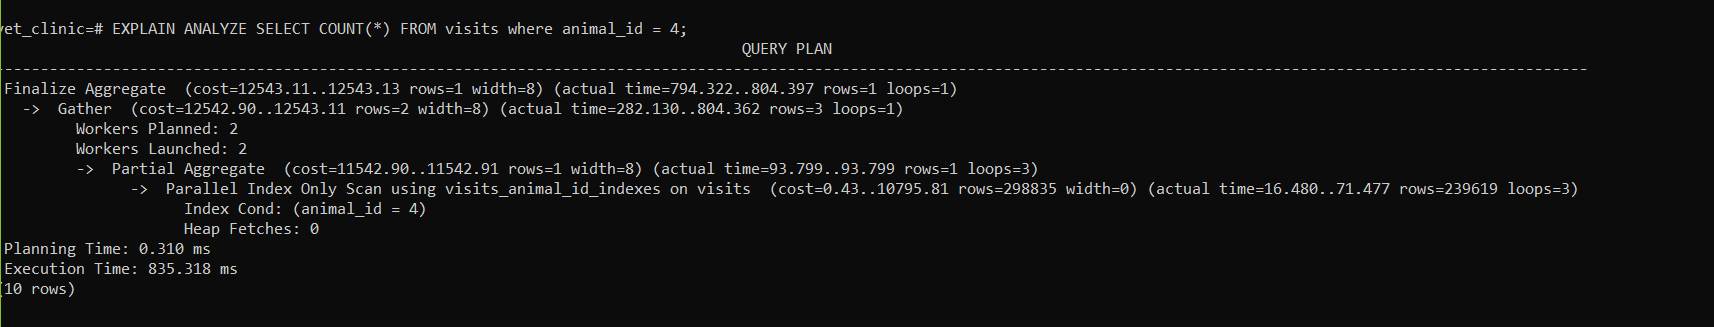 vet_clinic=# EXPLAIN ANALYZE SELECT COUNT(*) FROM visits where animal_id = 4;
QUERY PLAN
--------------------------------------------------------------------------------------------------------------------------------------------------------------------------------
Finalize Aggregate  (cost=12543.11..12543.13 rows=1 width=8) (actual time=794.322..804.397 rows=1 loops=1)
  ->  Gather  (cost=12542.90..12543.11 rows=2 width=8) (actual time=282.130..804.362 rows=3 loops=1)
        Workers Planned: 2
        Workers Launched: 2
        ->  Partial Aggregate  (cost=11542.90..11542.91 rows=1 width=8) (actual time=93.799..93.799 rows=1 loops=3)
              ->  Parallel Index Only Scan using visits_animal_id_indexes on visits  (cost=0.43..10795.81 rows=298835 width=0) (actual time=16.480..71.477 rows=239619 loops=3)
                    Index Cond: (animal_id = 4)
                    Heap Fetches: 0
Planning Time: 0.310 ms
Execution Time: 835.318 ms
(10 rows)